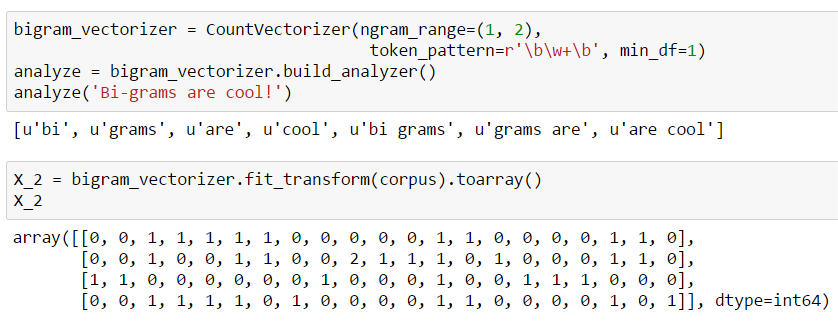 bigram_vectorizer = CountVectorizer(ngram_range=(1, 2),
                                    token_pattern=r'\b\w+\b', min_df=1)
analyze = bigram_vectorizer.build_analyzer()
analyze('Bi-grams are cool!')
[u'bi', u'grams', u'are', u'cool', u'bi grams', u'grams are', u'are cool']
X_2 = bigram_vectorizer.fit_transform(corpus).toarray()
X_2
array([[0, 0, 1, 1, 1, 1, 1, 0, 0, 0, 0, 0, 1, 1, 0, 0, 0, 0, 1, 1, 0],
       [0, 0, 1, 0, 0, 1, 1, 0, 0, 2, 1, 1, 1, 0, 1, 0, 0, 0, 1, 1, 0],
       [1, 1, 0, 0, 0, 0, 0, 0, 1, 0, 0, 0, 1, 0, 0, 1, 1, 1, 0, 0, 0],
       [0, 0, 1, 1, 1, 1, 0, 1, 0, 0, 0, 0, 1, 1, 0, 0, 0, 0, 1, 0, 1]], dtype=int64)